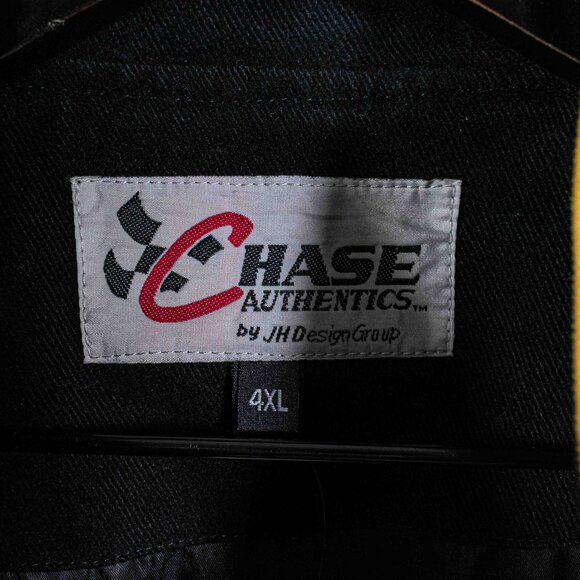 CHASE
AUTHENTICS™
by JH Design Group
4XL